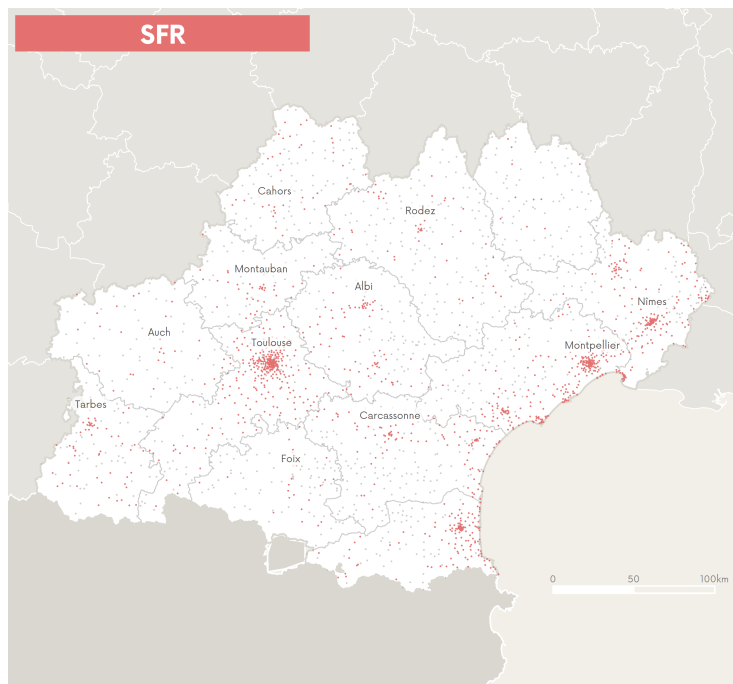 SFR
Cahors
Rodez
Montauban
Albi
Nîmes
Auch
Toulouse
Montpellier
Tarbes
Carcassonne
Foix
0 50 100km